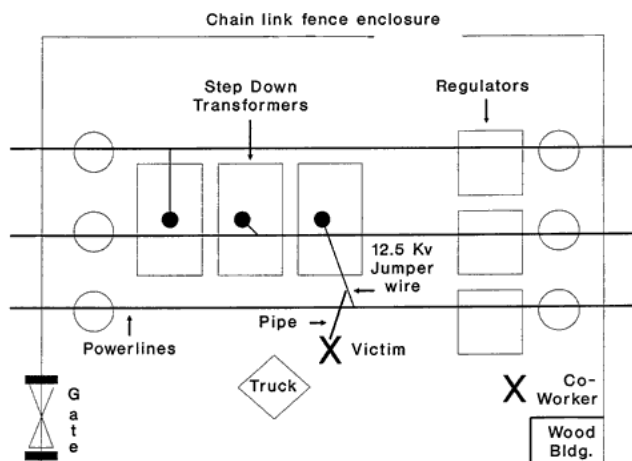 Chain link fence enclosure
Step Down
Transformers
Regulators
12.5 Kv
Jumper
wire
Pipe
Powerlines
X Victim
Truck
X Co-
Worker
Gate
Wood
Bldg.